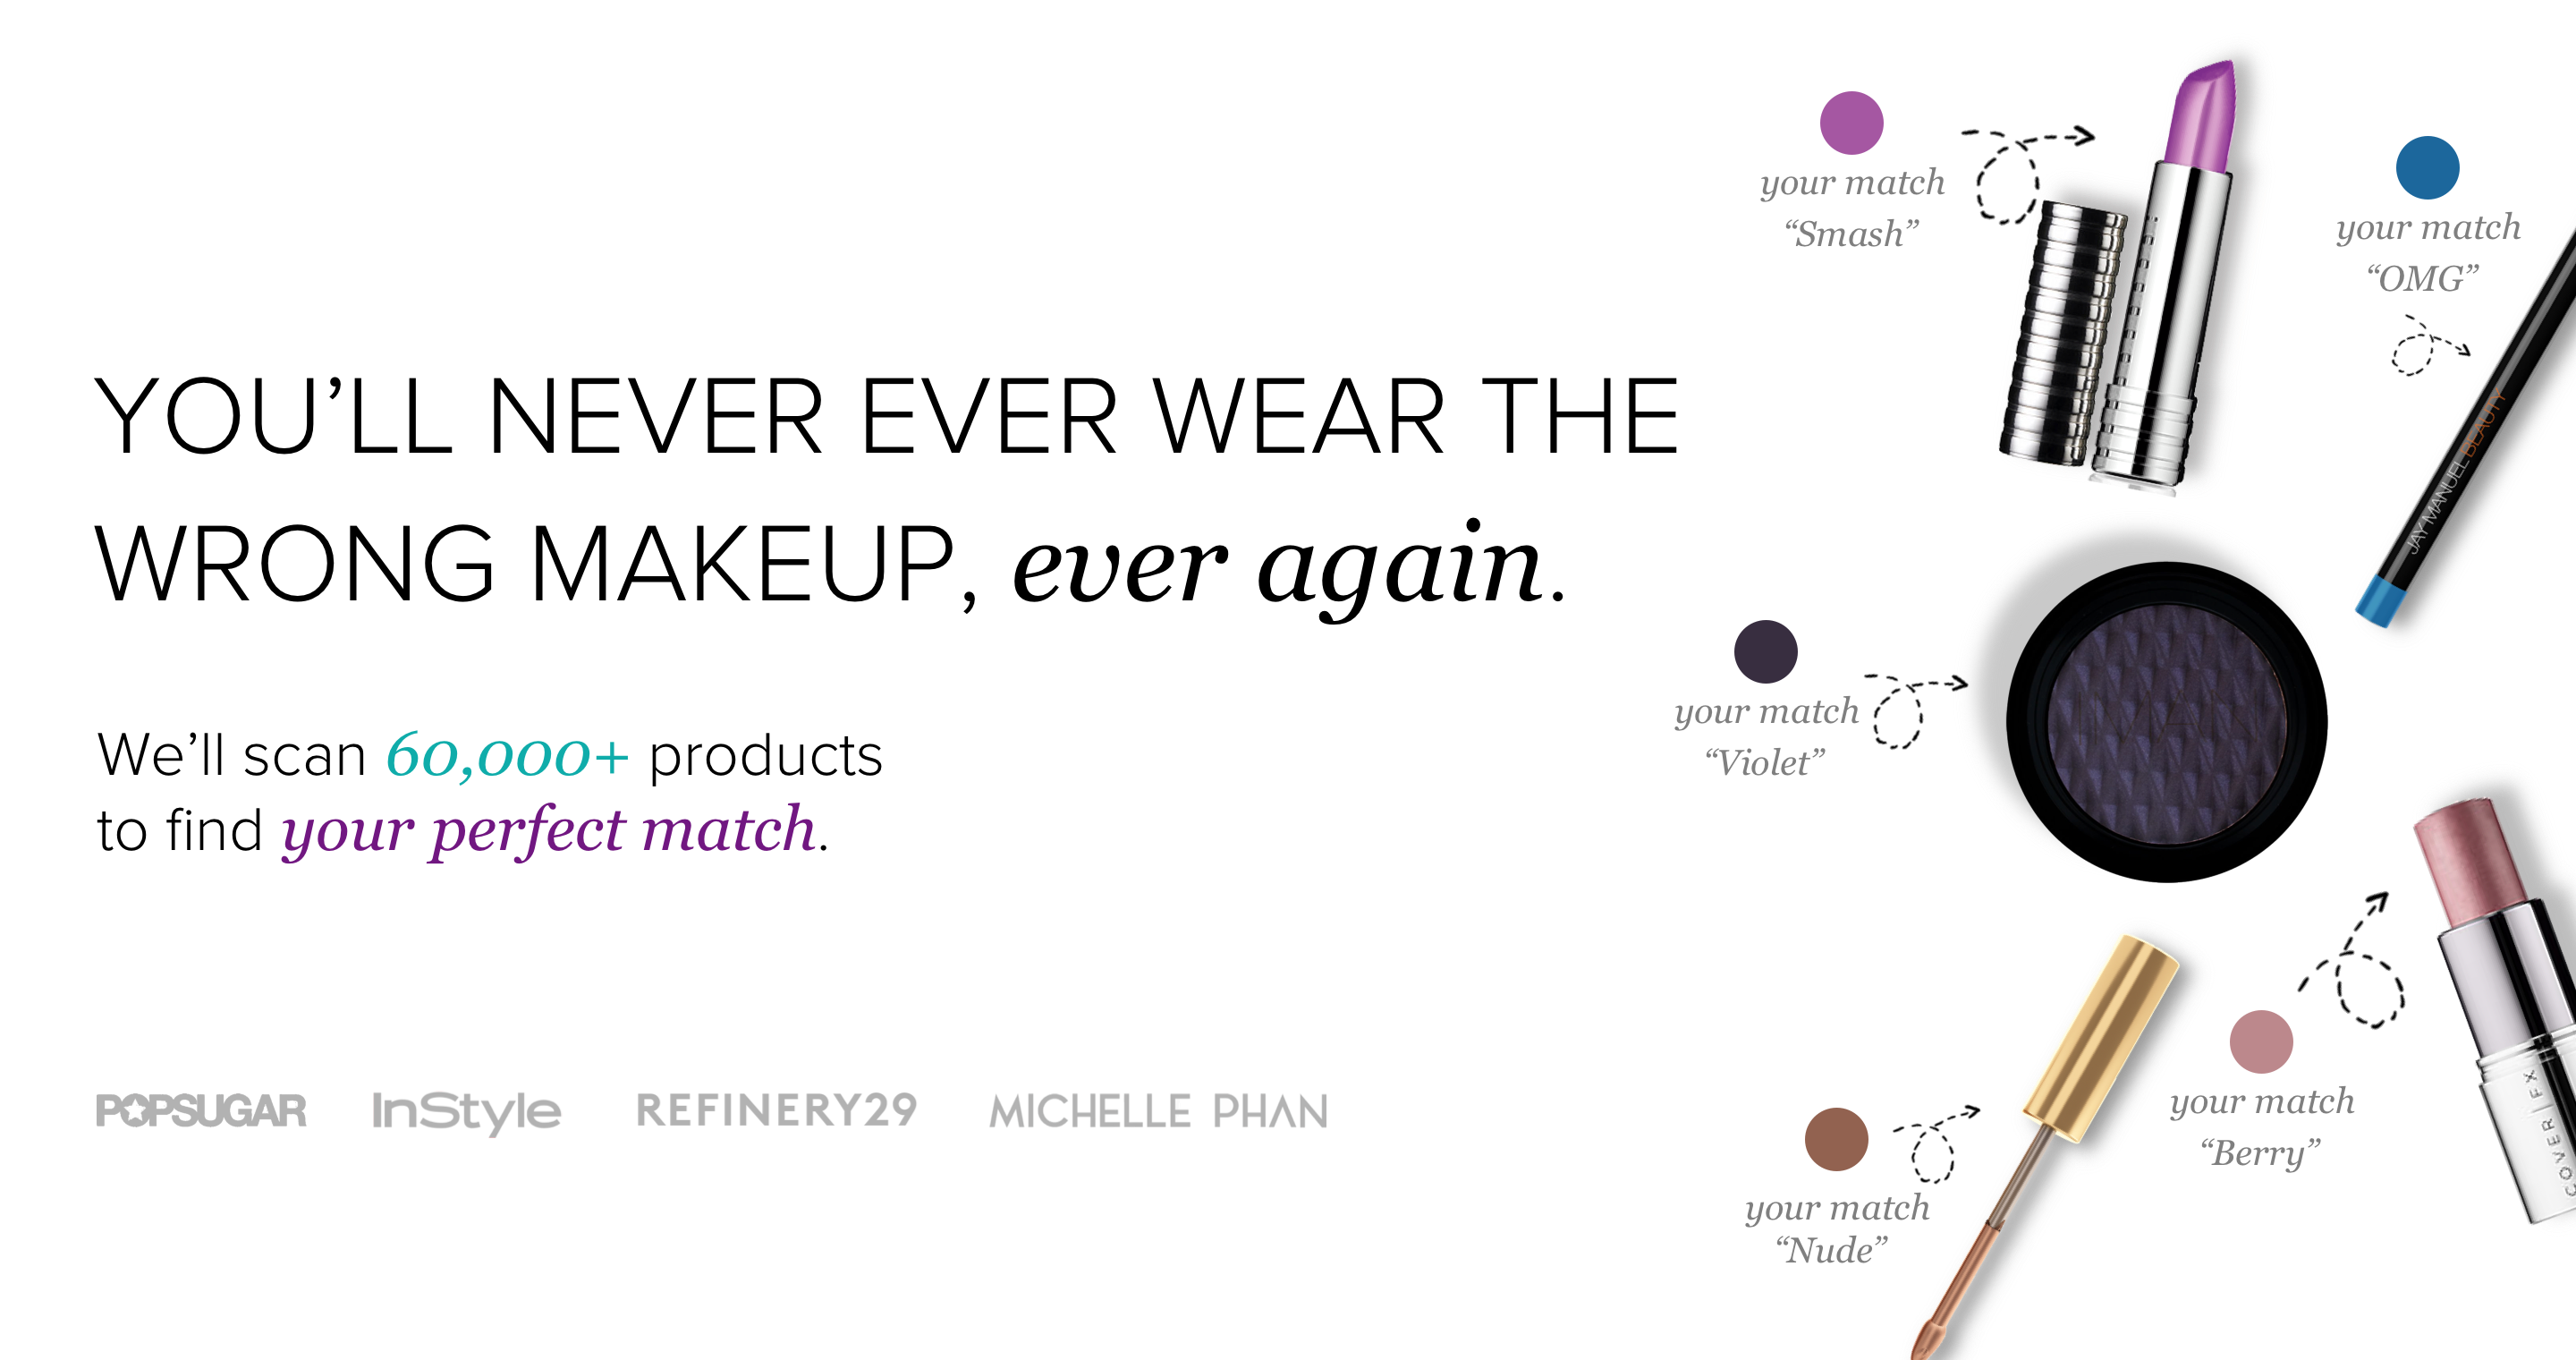 YOU’LL NEVER EVER WEAR THE
WRONG MAKEUP, ever again.
We’ll scan 60,000+ products
to find your perfect match.
POPSUGAR
InStyle
REFINERY29
MICHELLE PHAN
your match
“Smash”
your match
“OMG”
JAY MANUEL BEAUTY
your match
“Violet”
your match
“Berry”
COVER | FX
your match
“Nude”